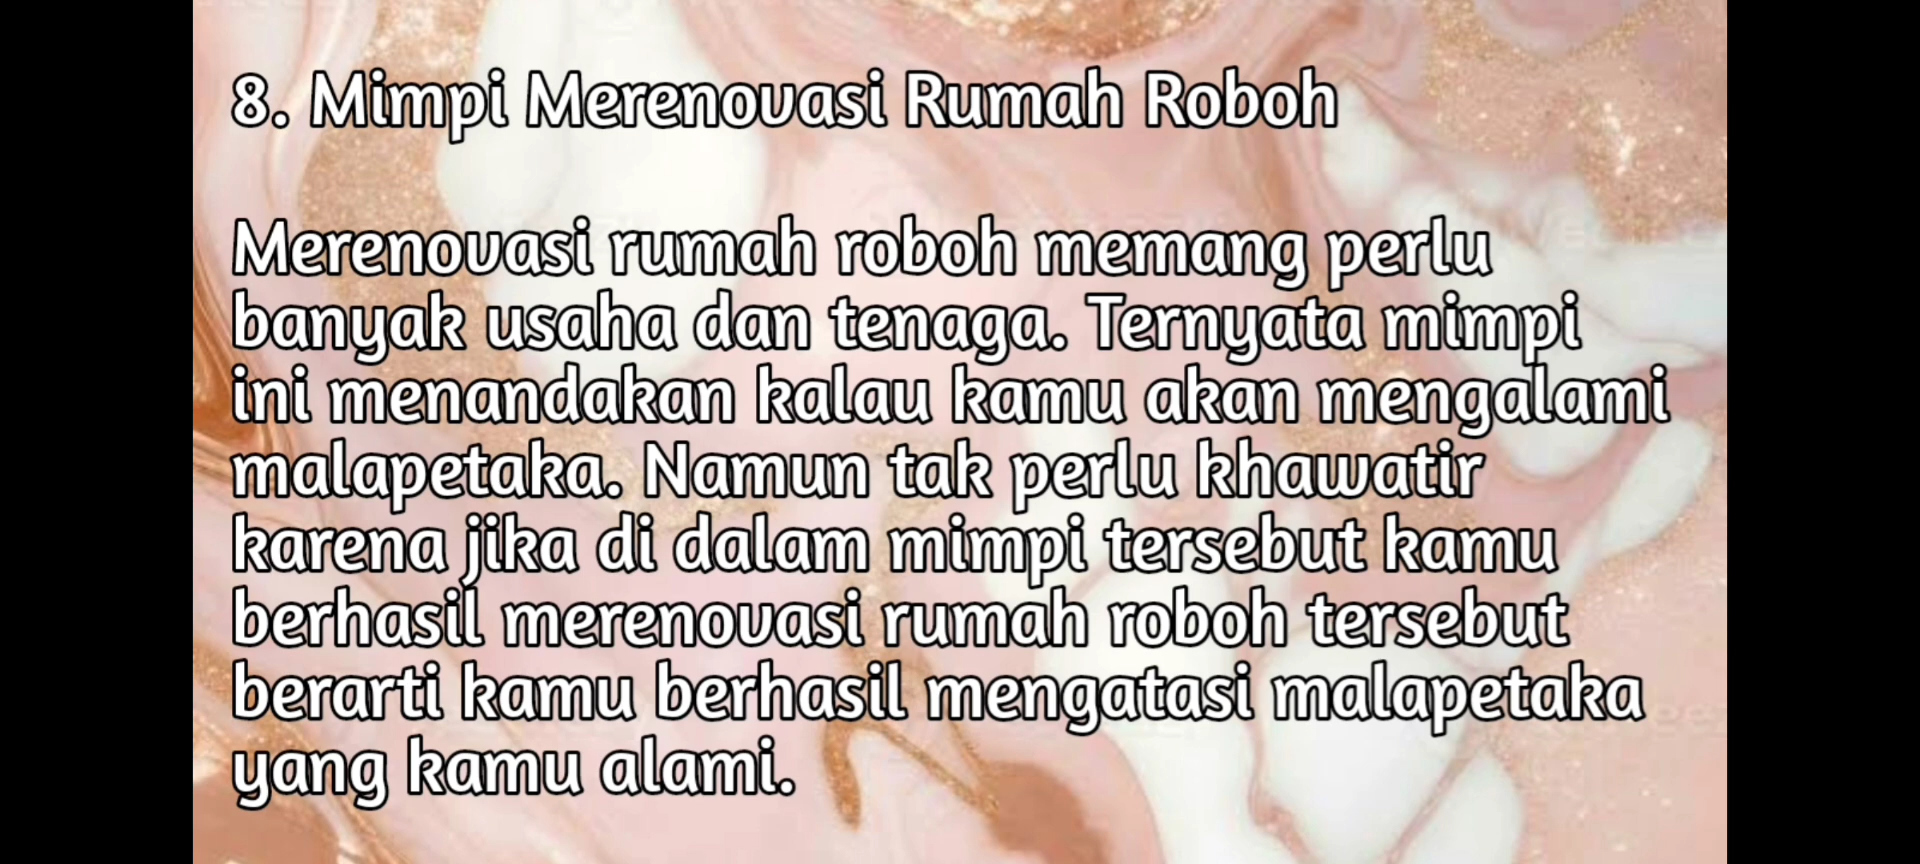 8. Mimpi Merenovasi Rumah Roboh
Merenovasi rumah roboh memang perlu
banyak usaha dan tenaga. Ternyata mimpi
ini menandakan kalau kamu akan mengalami
malapetaka. Namun tak perlu khawatir
karena jika di dalam mimpi tersebut kamu
berhasil merenovasi rumah roboh tersebut
berarti kamu berhasil mengatasi malapetaka
yang kamu alami.